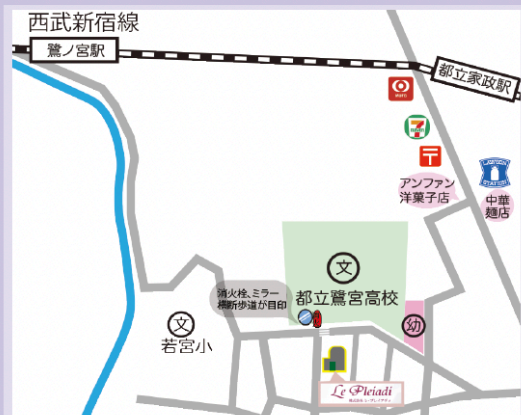 西武新宿線
鷺ノ宮駅
都立家政駅
7
〒
アンファン
洋菓子店
LAWSON
STATION
中華
麺店
文
都立鷺宮高校
消火栓、ミラー
横断歩道が目印
文
若宮小
幼
Le Pleiadi